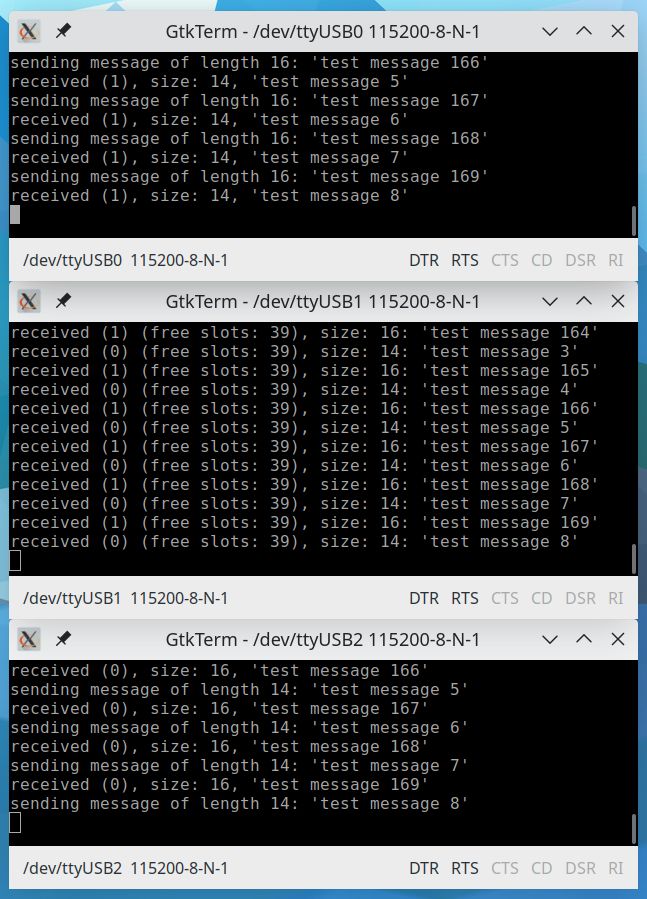 GtkTerm - /dev/ttyUSB0 115200-8-N-1
sending message of length 16: 'test message 166'
received (1), size: 14, 'test message 5'
sending message of length 16: 'test message 167'
received (1), size: 14, 'test message 6'
sending message of length 16: 'test message 168'
received (1), size: 14, 'test message 7'
sending message of length 16: 'test message 169'
received (1), size: 14, 'test message 8'
/dev/ttyUSB0 115200-8-N-1 DTR RTS CTS CD DSR RI
GtkTerm - /dev/ttyUSB1 115200-8-N-1
received (1) (free slots: 39), size: 16: 'test message 164'
received (0) (free slots: 39), size: 14: 'test message 3'
received (1) (free slots: 39), size: 16: 'test message 165'
received (0) (free slots: 39), size: 14: 'test message 4'
received (1) (free slots: 39), size: 16: 'test message 166'
received (0) (free slots: 39), size: 14: 'test message 5'
received (1) (free slots: 39), size: 16: 'test message 167'
received (0) (free slots: 39), size: 14: 'test message 6'
received (1) (free slots: 39), size: 16: 'test message 168'
received (0) (free slots: 39), size: 14: 'test message 7'
received (1) (free slots: 39), size: 16: 'test message 169'
received (0) (free slots: 39), size: 14: 'test message 8'
/dev/ttyUSB1 115200-8-N-1 DTR RTS CTS CD DSR RI
GtkTerm - /dev/ttyUSB2 115200-8-N-1
received (0), size: 16, 'test message 166'
sending message of length 14: 'test message 5'
received (0), size: 16, 'test message 167'
sending message of length 14: 'test message 6'
received (0), size: 16, 'test message 168'
sending message of length 14: 'test message 7'
received (0), size: 16, 'test message 169'
sending message of length 14: 'test message 8'
/dev/ttyUSB2 115200-8-N-1 DTR RTS CTS CD DSR RI